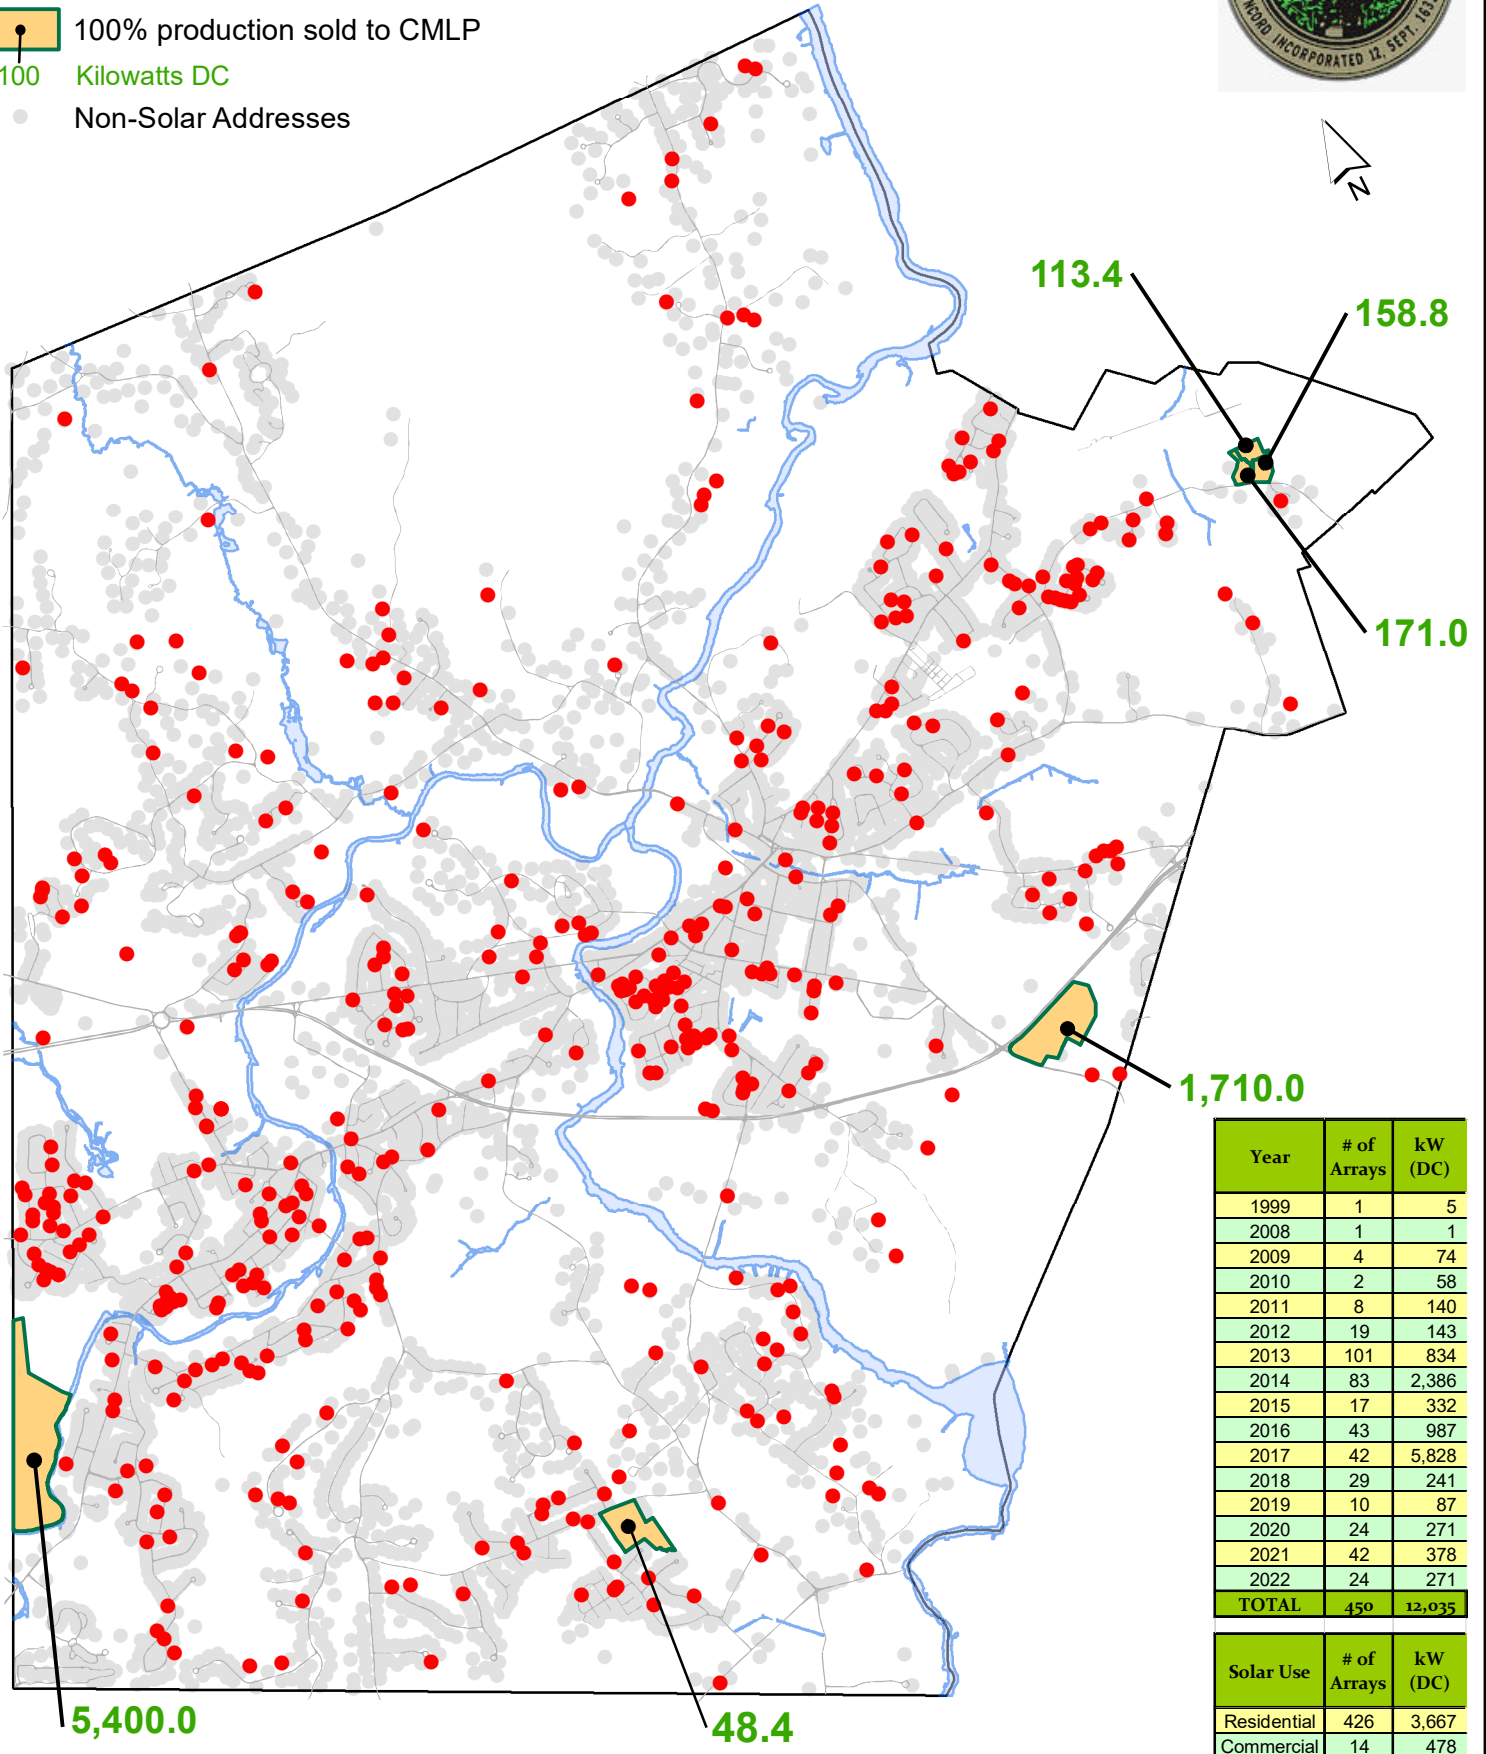 100% production sold to CMLP
100 Kilowatts DC
Non-Solar Addresses
INCORPORATED 12, SEPT. 163
N
113.4
158.8
171.0
1,710.0
5,400.0
48.4
Year # of Arrays kW (DC)
1999 1 5
2008 1 1
2009 4 74
2010 2 58
2011 8 140
2012 19 143
2013 101 834
2014 83 2,386
2015 17 332
2016 43 987
2017 42 5,828
2018 29 241
2019 10 87
2020 24 271
2021 42 378
2022 24 271
TOTAL 450 12,035
Solar Use # of Arrays kW (DC)
Residential 426 3,667
Commercial 14 478